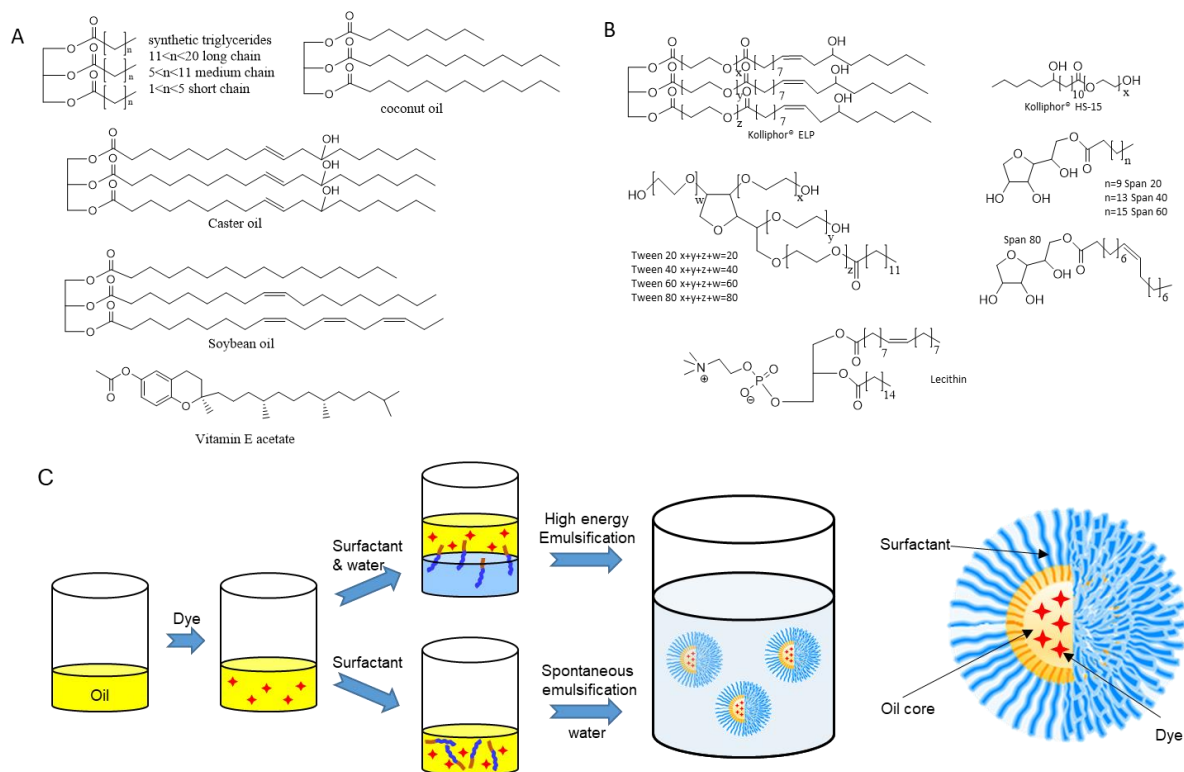 A
synthetic triglycerides
11<n<20 long chain
5<n<11 medium chain
1<n<5 short chain
coconut oil
Caster oil
Soybean oil
Vitamin E acetate
B
Kolliphor® ELP
Kolliphor® HS-15
Tween 20 x+y+z+w=20
Tween 40 x+y+z+w=40
Tween 60 x+y+z+w=60
Tween 80 x+y+z+w=80
n=9 Span 20
n=13 Span 40
n=15 Span 60
Span 80
Lecithin
C
Oil
Dye
Surfactant
& water
High energy
Emulsification
Surfactant
Spontaneous
emulsification
water
Surfactant
Oil core
Dye